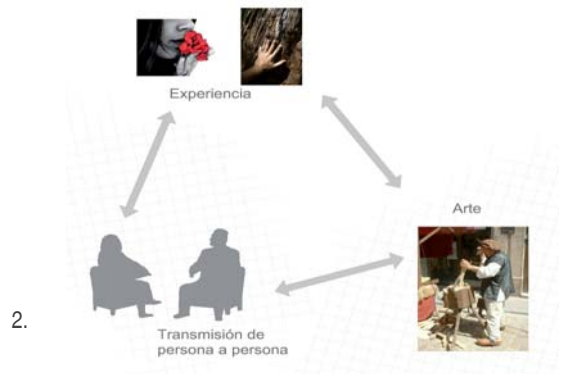 Experiencia
Arte
2.
Transmisión de
persona a persona